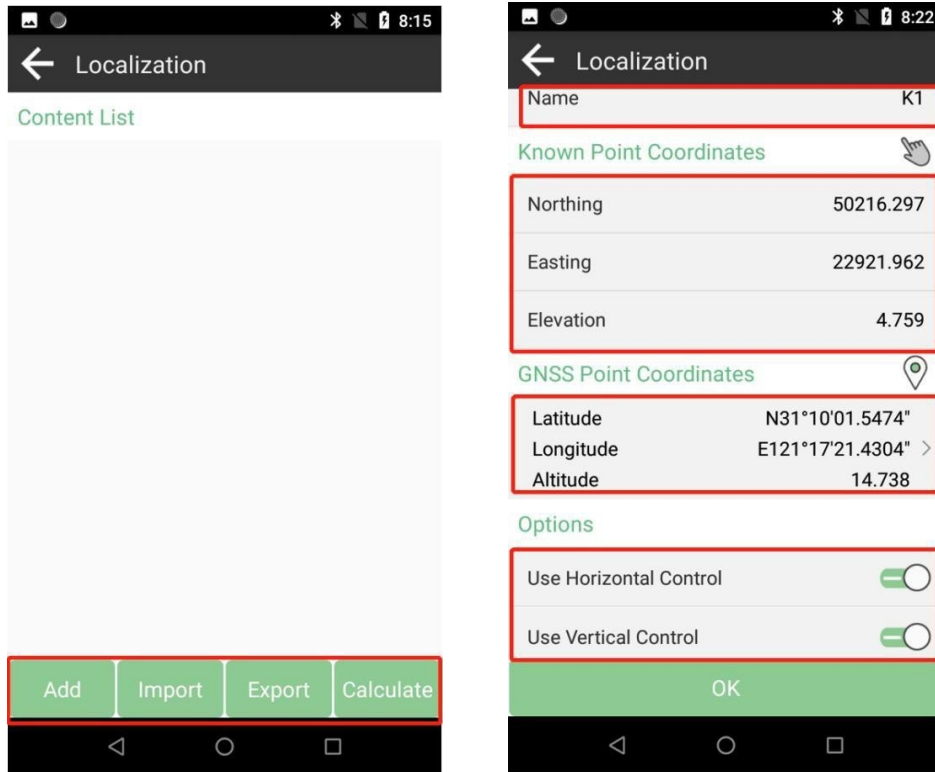 8:15
Localization
Content List
Add Import Export Calculate
8:22
Localization
Name K1
Known Point Coordinates
Northing 50216.297
Easting 22921.962
Elevation 4.759
GNSS Point Coordinates
Latitude N31°10'01.5474"
Longitude E121°17'21.4304" >
Altitude 14.738
Options
Use Horizontal Control
Use Vertical Control
OK